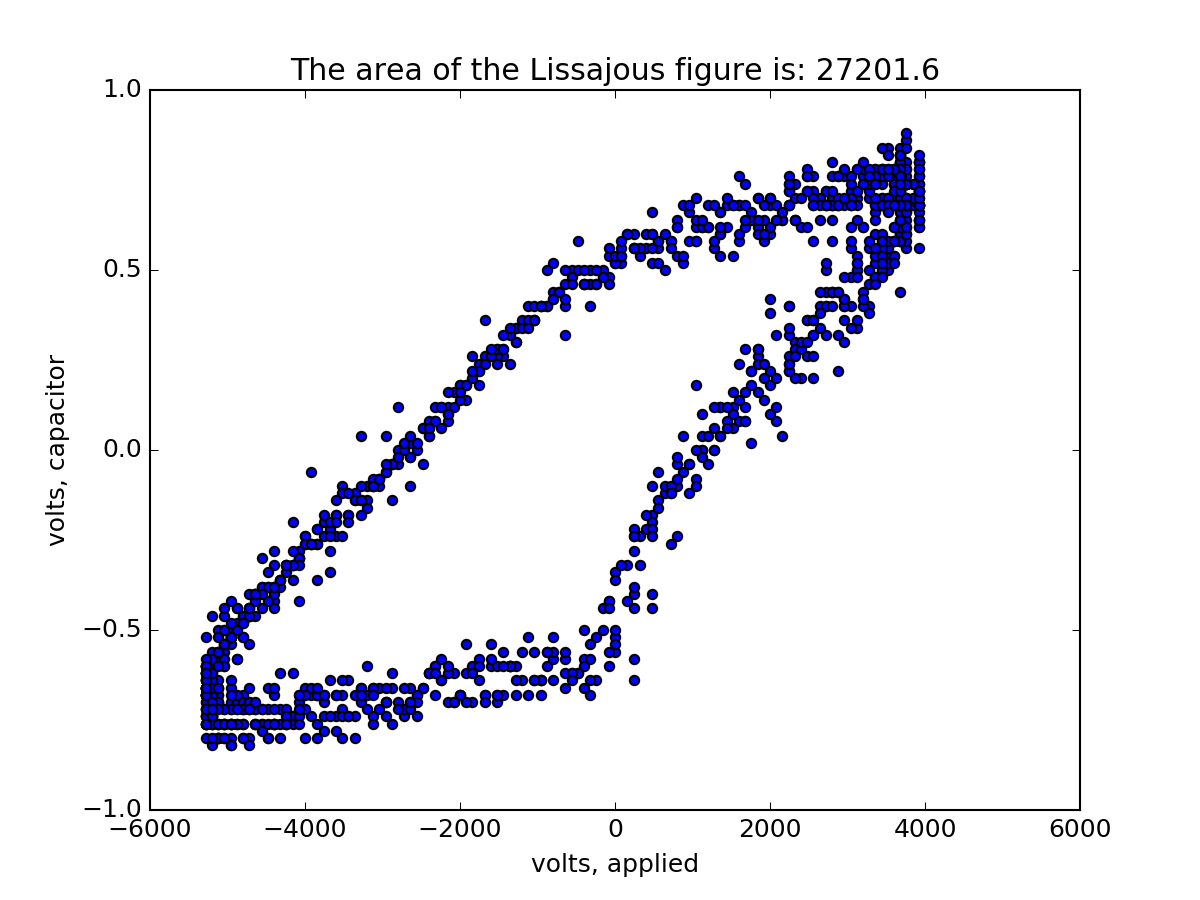 The area of the Lissajous figure is: 27201.6
1.0
0.5
0.0
−0.5
−1.0
volts, capacitor
−6000 −4000 −2000 0 2000 4000 6000
volts, applied